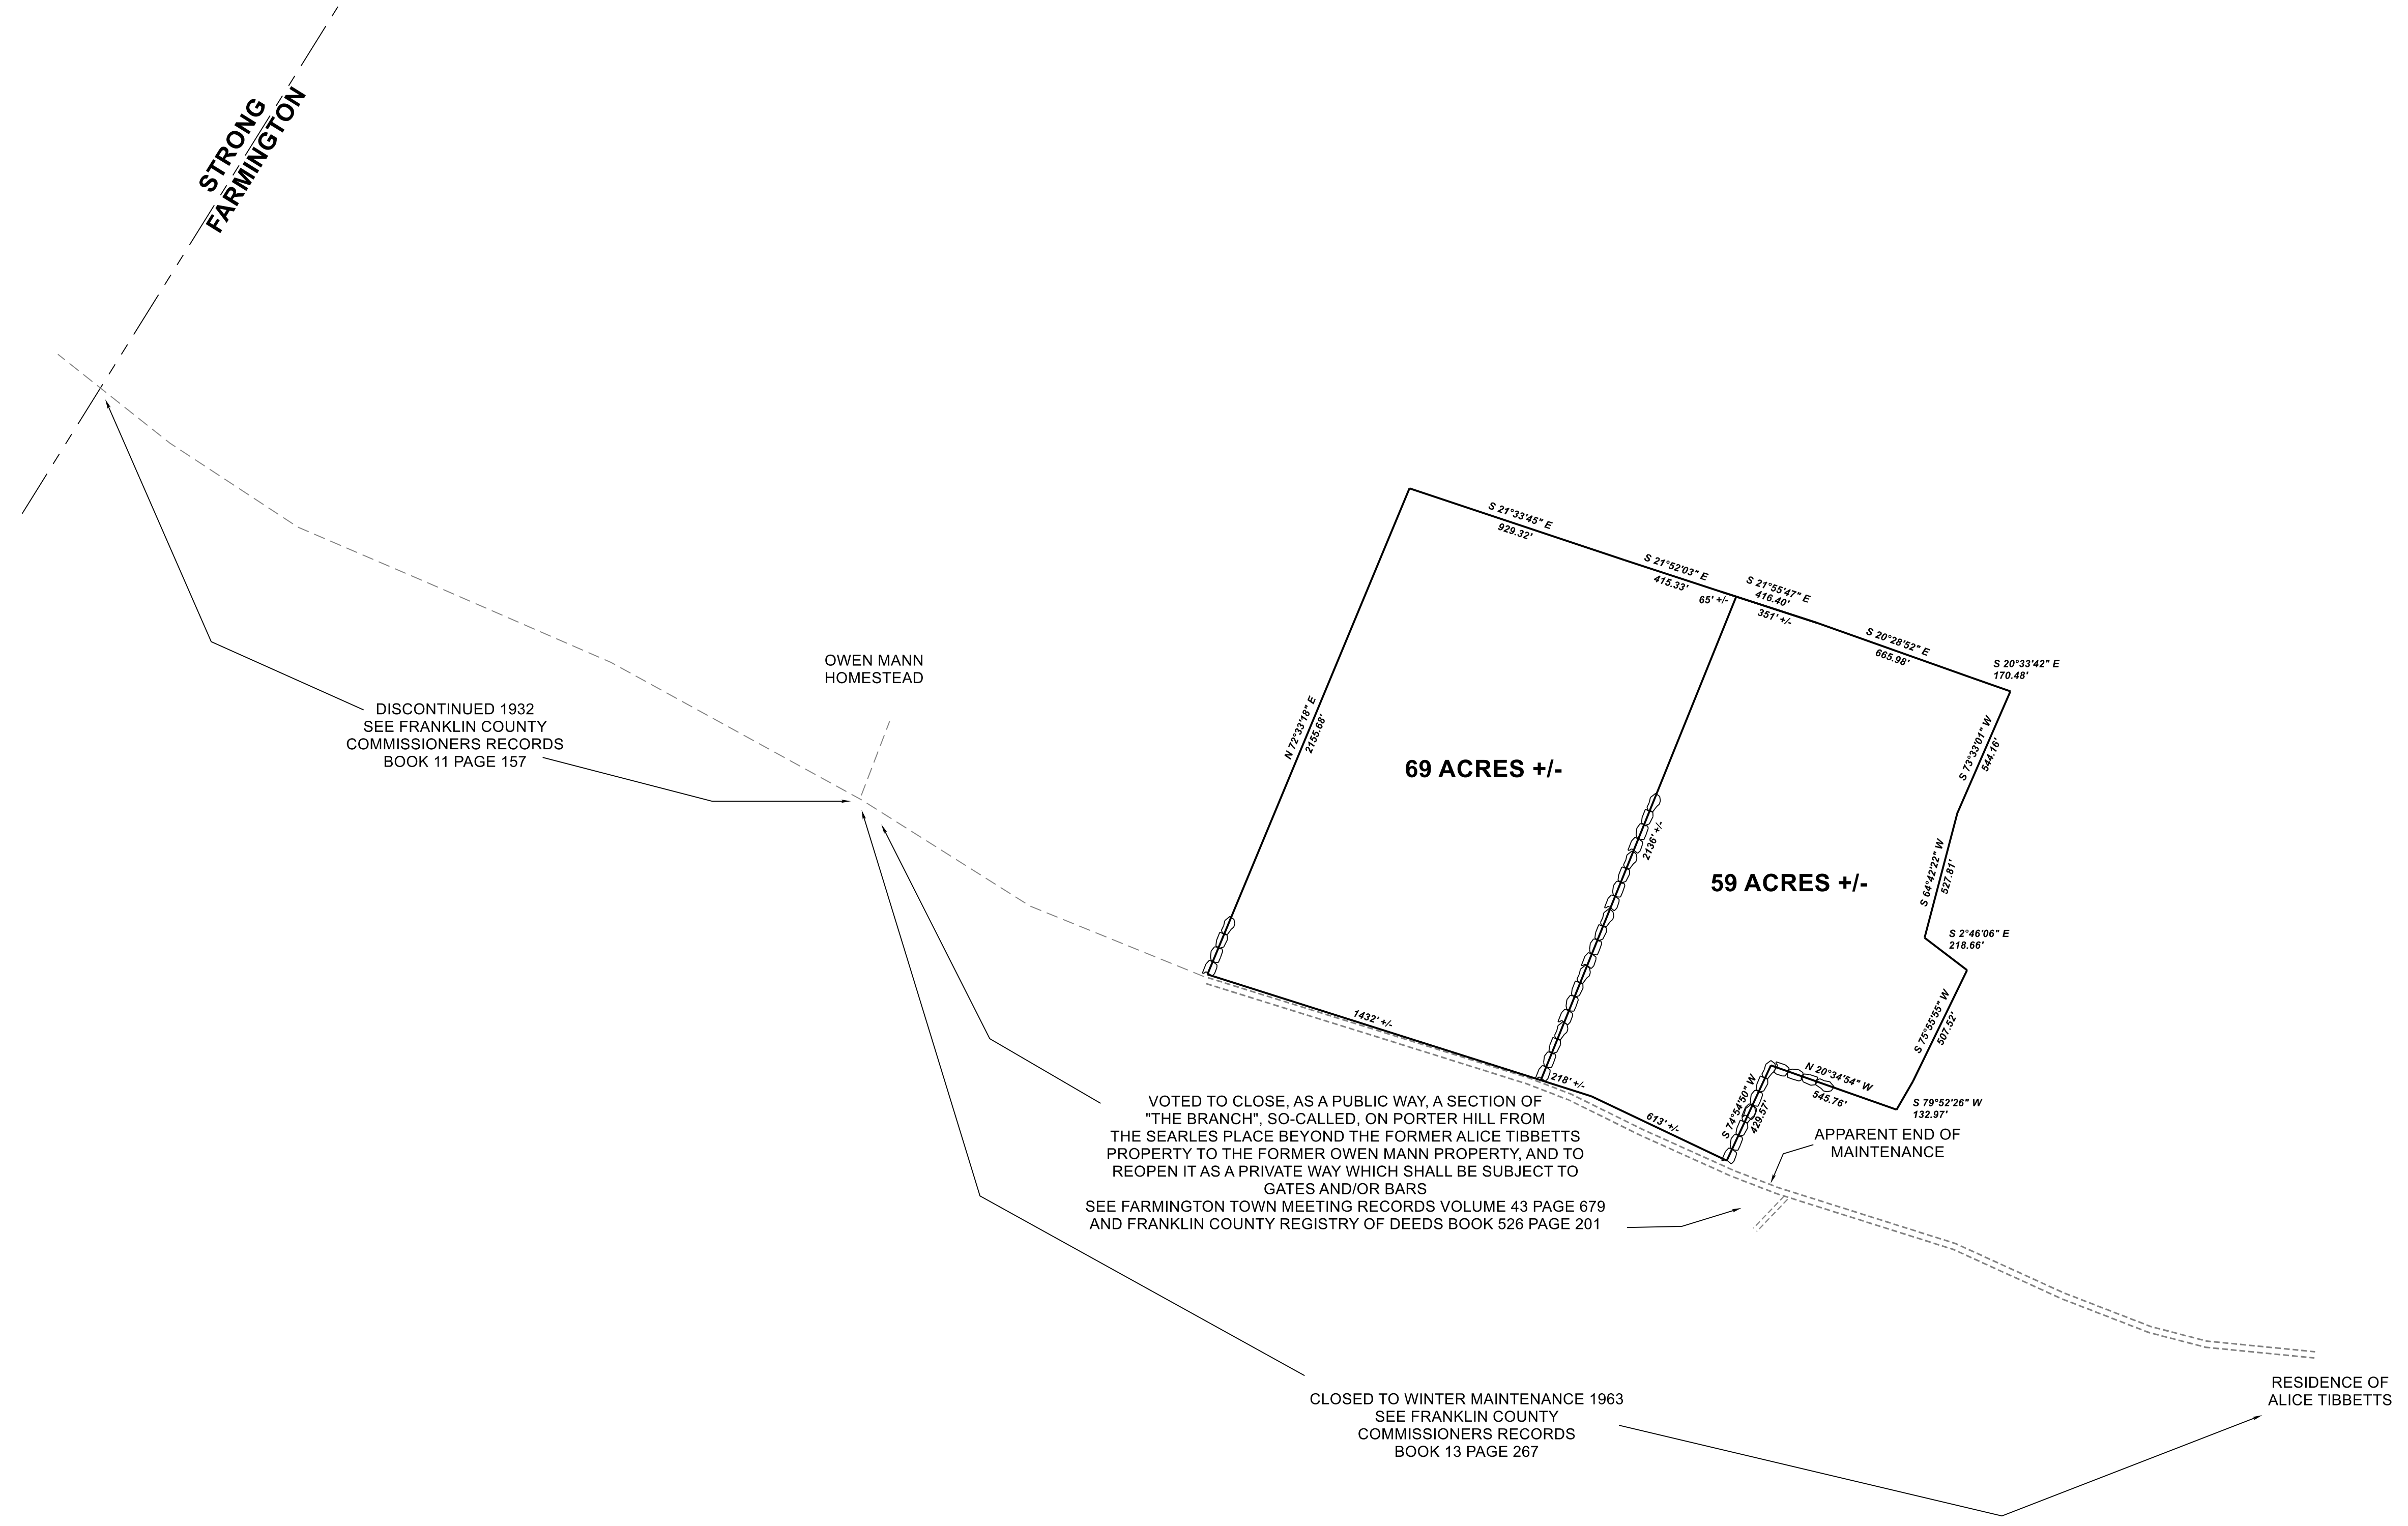 STRONG
FARMINGTON
S 21°33'45" E
929.32'
S 21°52'03" E
415.33'
65' +/-
S 21°55'47" E
416.40'
351' +/-
S 20°28'52" E
665.98'
S 20°33'42" E
170.48'
OWEN MANN
HOMESTEAD
DISCONTINUED 1932
SEE FRANKLIN COUNTY
COMMISSIONERS RECORDS
BOOK 11 PAGE 157
N 72°33'18" E
2155.68'
69 ACRES +/-
2136' +/-
59 ACRES +/-
S 73°33'01" W
544.16'
S 64°42'22" W
527.81'
S 2°46'06" E
218.66'
S 75°55'55" W
507.52'
S 79°52'26" W
132.97'
N 20°34'54" W
545.76'
S 74°54'50" W
429.57'
1432' +/-
218' +/-
613' +/-
APPARENT END OF
MAINTENANCE
VOTED TO CLOSE, AS A PUBLIC WAY, A SECTION OF
"THE BRANCH", SO-CALLED, ON PORTER HILL FROM
THE SEARLES PLACE BEYOND THE FORMER ALICE TIBBETTS
PROPERTY TO THE FORMER OWEN MANN PROPERTY, AND TO
REOPEN IT AS A PRIVATE WAY WHICH SHALL BE SUBJECT TO
GATES AND/OR BARS
SEE FARMINGTON TOWN MEETING RECORDS VOLUME 43 PAGE 679
AND FRANKLIN COUNTY REGISTRY OF DEEDS BOOK 526 PAGE 201
CLOSED TO WINTER MAINTENANCE 1963
SEE FRANKLIN COUNTY
COMMISSIONERS RECORDS
BOOK 13 PAGE 267
RESIDENCE OF
ALICE TIBBETTS